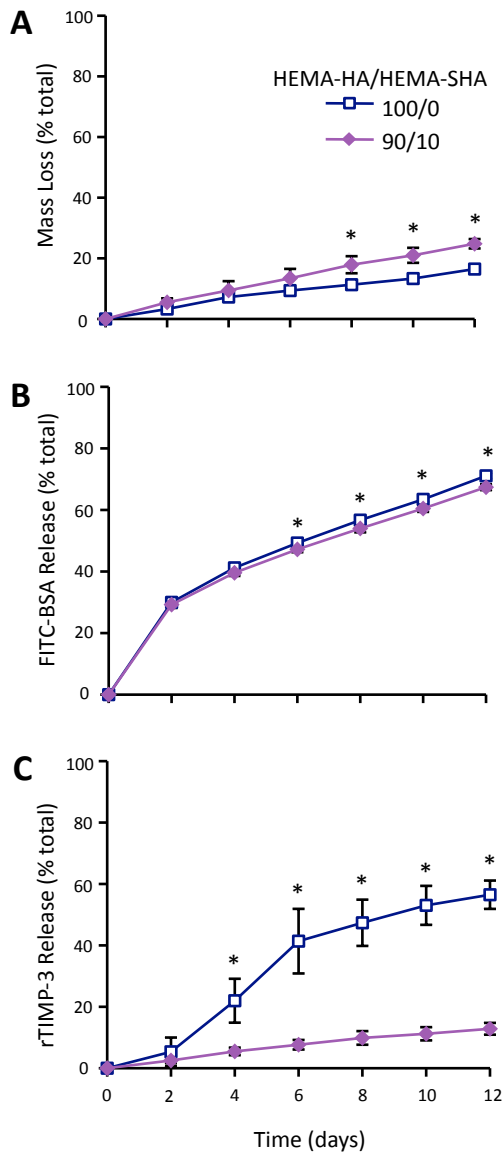 A
Mass Loss (% total)
100
80
60
40
20
0
HEMA-HA/HEMA-SHA
100/0
90/10
* * *
B
FITC-BSA Release (% total)
100
80
60
40
20
0
* * * *
C
rTIMP-3 Release (% total)
100
80
60
40
20
0
* * * * *
0 2 4 6 8 10 12
Time (days)